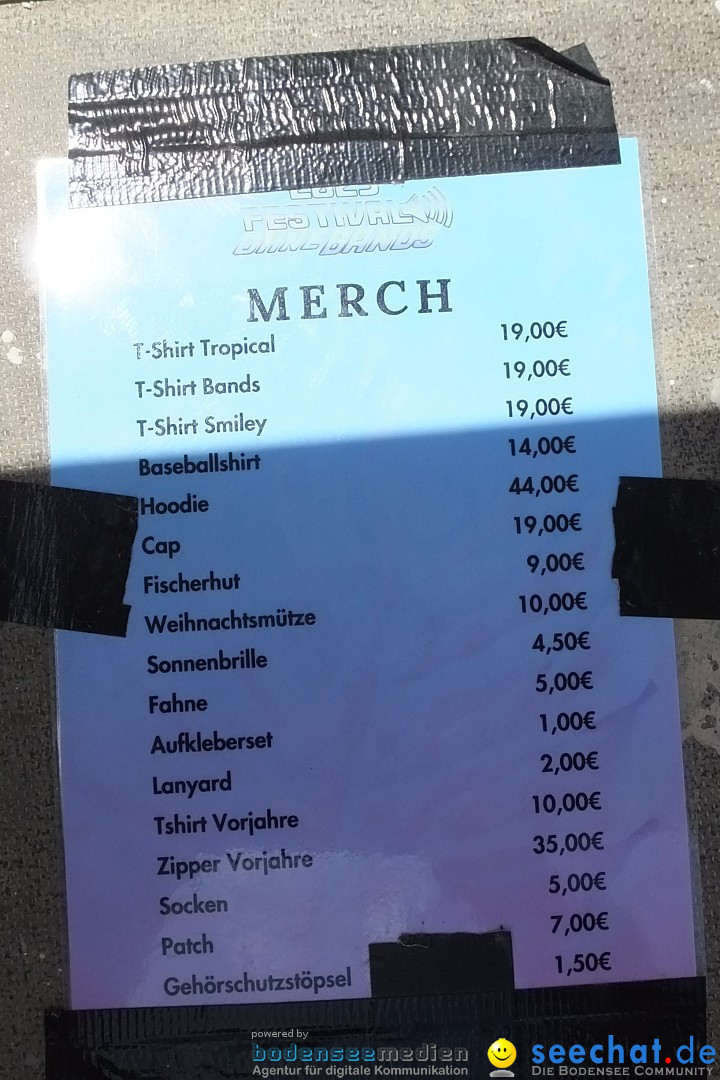 FESTIVAL
OHNE BANDS
MERCH
T-Shirt Tropical 19,00€
T-Shirt Bands 19,00€
T-Shirt Smiley 19,00€
Baseballshirt 14,00€
Hoodie 44,00€
Cap 19,00€
Fischerhut 9,00€
Weihnachtsmütze 10,00€
Sonnenbrille 4,50€
Fahne 5,00€
Aufkleberset 1,00€
Lanyard 2,00€
Tshirt Vorjahre 10,00€
Zipper Vorjahre 35,00€
Socken 5,00€
Patch 7,00€
Gehörschutzstöpsel 1,50€
powered by
bodenseemedien
Agentur für digitale Kommunikation
seechat.de
Die Bodensee Community